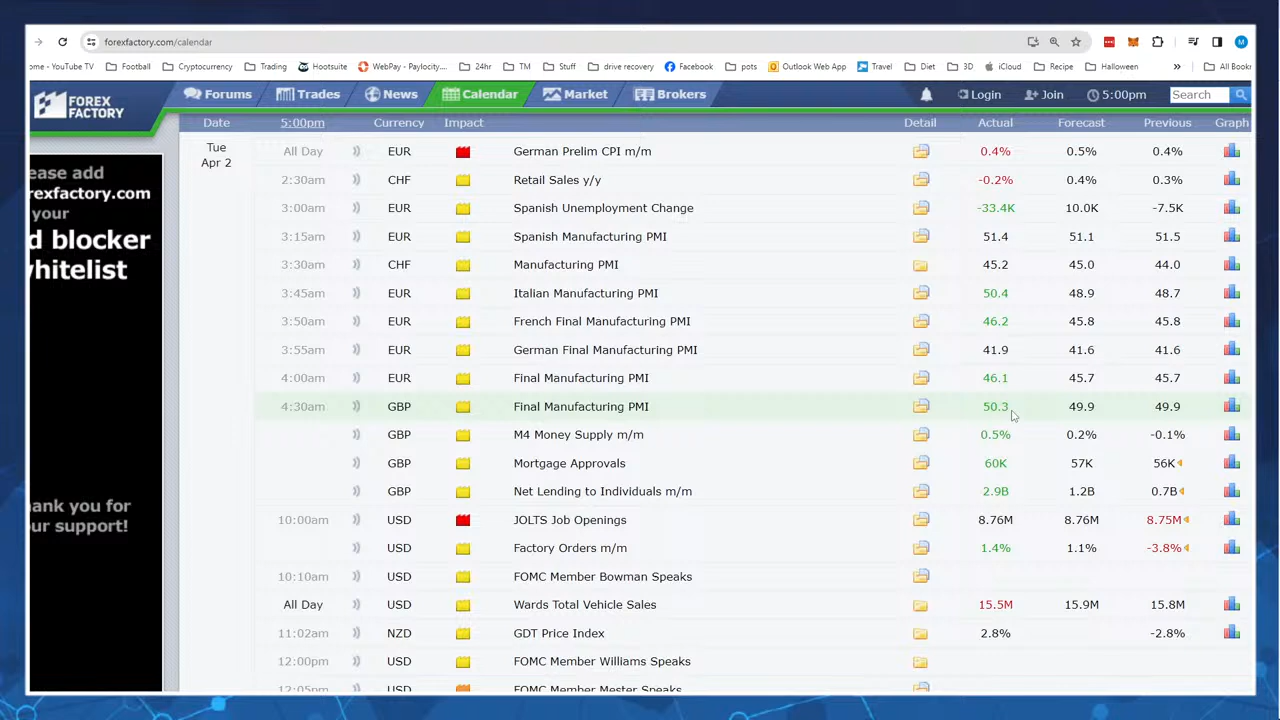 forexfactory.com/calendar
M
ome - YouTube TV Football Cryptocurrency Trading Hootsuite WebPay - Paylocity.... 24hr TM Stuff drive recovery Facebook pots Outlook Web App Travel Diet 3D iCloud Recipe Halloween » All Bookr
FOREX FACTORY Forums Trades News Calendar Market Brokers Login Join 5:00pm Search
Date 5:00pm Currency Impact Detail Actual Forecast Previous Graph
Tue
Apr 2
All Day EUR German Prelim CPI m/m 0.4% 0.5% 0.4%
2:30am CHF Retail Sales y/y -0.2% 0.4% 0.3%
3:00am EUR Spanish Unemployment Change -33.4K 10.0K -7.5K
3:15am EUR Spanish Manufacturing PMI 51.4 51.1 51.5
3:30am CHF Manufacturing PMI 45.2 45.0 44.0
3:45am EUR Italian Manufacturing PMI 50.4 48.9 48.7
3:50am EUR French Final Manufacturing PMI 46.2 45.8 45.8
3:55am EUR German Final Manufacturing PMI 41.9 41.6 41.6
4:00am EUR Final Manufacturing PMI 46.1 45.7 45.7
4:30am GBP Final Manufacturing PMI 50.3 49.9 49.9
GBP M4 Money Supply m/m 0.5% 0.2% -0.1%
GBP Mortgage Approvals 60K 57K 56K
GBP Net Lending to Individuals m/m 2.9B 1.2B 0.7B
10:00am USD JOLTS Job Openings 8.76M 8.76M 8.75M
USD Factory Orders m/m 1.4% 1.1% -3.8%
10:10am USD FOMC Member Bowman Speaks
All Day USD Wards Total Vehicle Sales 15.5M 15.9M 15.8M
11:02am NZD GDT Price Index 2.8% -2.8%
12:00pm USD FOMC Member Williams Speaks
12:05pm USD FOMC Member Mester Speaks
ease add
rexfactory.com
your
d blocker
whitelist
hank you for
ur support!